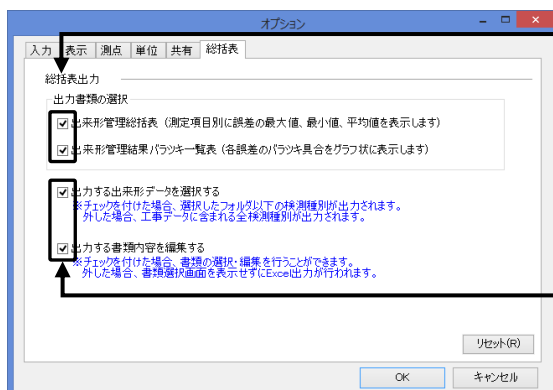 オプション
入力 表示 測点 単位 共有 総括表
総括表出力
出力書類の選択
出来形管理総括表（測定項目別に誤差の最大値、最小値、平均値を表示します）
出来形管理結果バラツキ一覧表（各誤差のバラツキ具合をグラフ状に表示します）
出力する出来形データを選択する
※チェックを付けた場合、選択したフォルダ以下の検測種別が出力されます。
外した場合、工事データに含まれる全検測種別が出力されます。
出力する書類内容を編集する
※チェックを付けた場合、書類の選択・編集を行うことができます。
外した場合、書類選択画面を表示せずにExcel出力が行われます。
リセット(R)
OK キャンセル